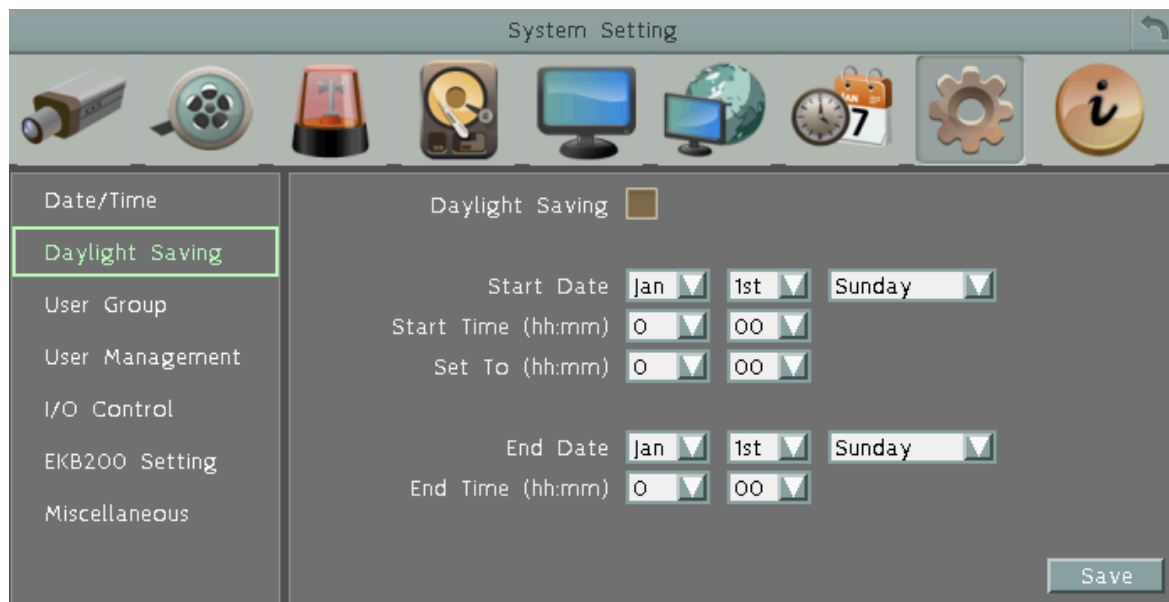 System Setting
JAN
7
i
Date/Time
Daylight Saving
User Group
User Management
I/O Control
EKB200 Setting
Miscellaneous
Daylight Saving
Start Date Jan 1st Sunday
Start Time (hh:mm) 0 00
Set To (hh:mm) 0 00
End Date Jan 1st Sunday
End Time (hh:mm) 0 00
Save